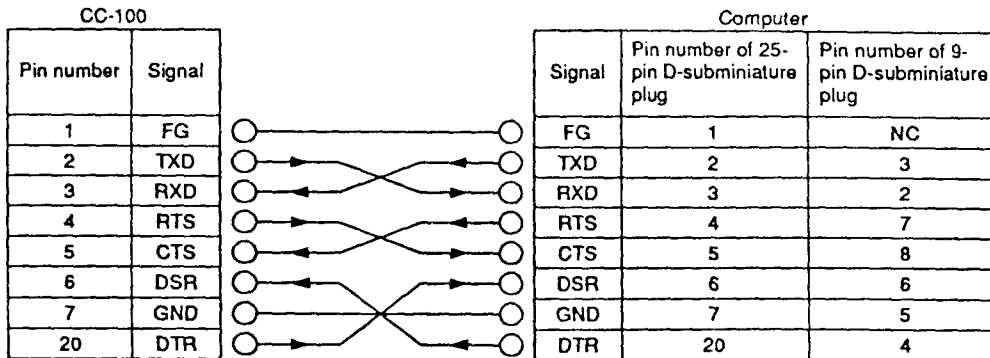 CC-100
Pin number Signal
1 FG
2 TXD
3 RXD
4 RTS
5 CTS
6 DSR
7 GND
20 DTR
Computer
Signal Pin number of 25-pin D-subminiature plug Pin number of 9-pin D-subminiature plug
FG 1 NC
TXD 2 3
RXD 3 2
RTS 4 7
CTS 5 8
DSR 6 6
GND 7 5
DTR 20 4